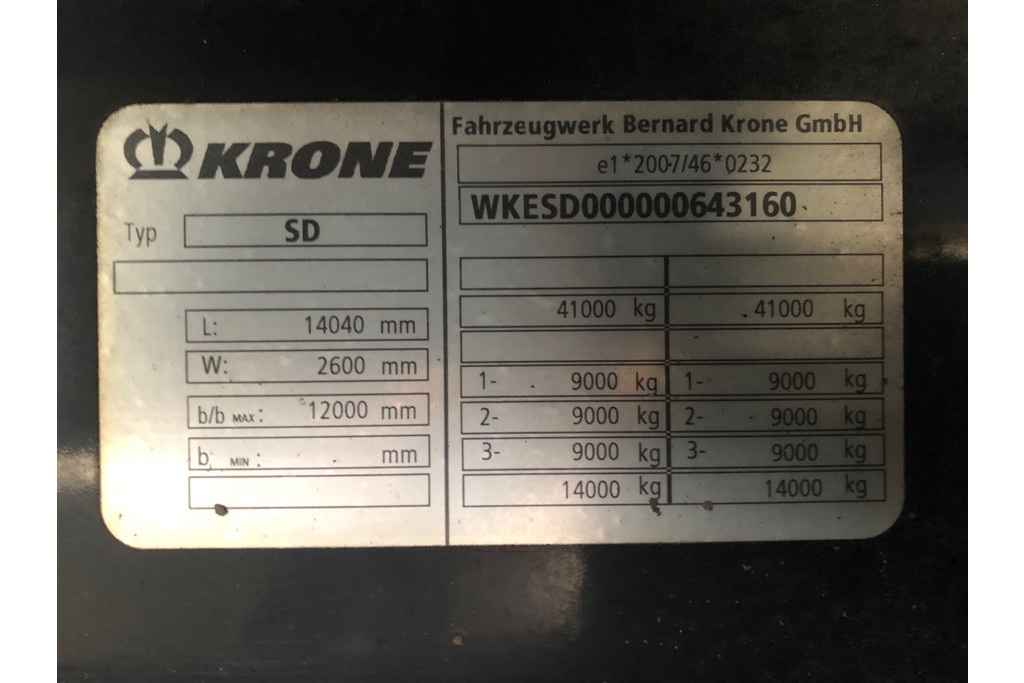 KRONE
Typ SD
L: 14040 mm
W: 2600 mm
b/b MAX: 12000 mm
b MIN: mm
Fahrzeugwerk Bernard Krone GmbH
e1*2007/46*0232
WKESD000000643160
41000 kg 41000 kg
1- 9000 kg 1- 9000 kg
2- 9000 kg 2- 9000 kg
3- 9000 kg 3- 9000 kg
14000 kg 14000 kg